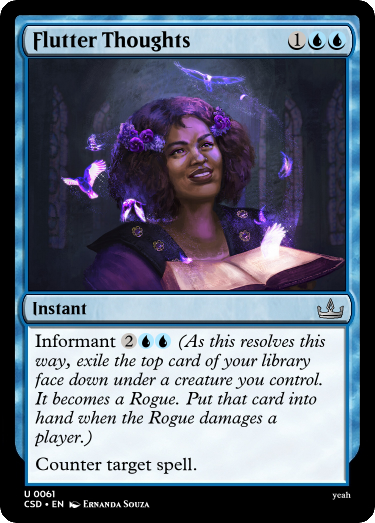 Flutter Thoughts 1
Instant
Informant 2 (As this resolves this
way, exile the top card of your library
face down under a creature you control.
It becomes a Rogue. Put that card into
hand when the Rogue damages a
player.)
Counter target spell.
U 0061
CSD • EN Ernanda Souza
yeah